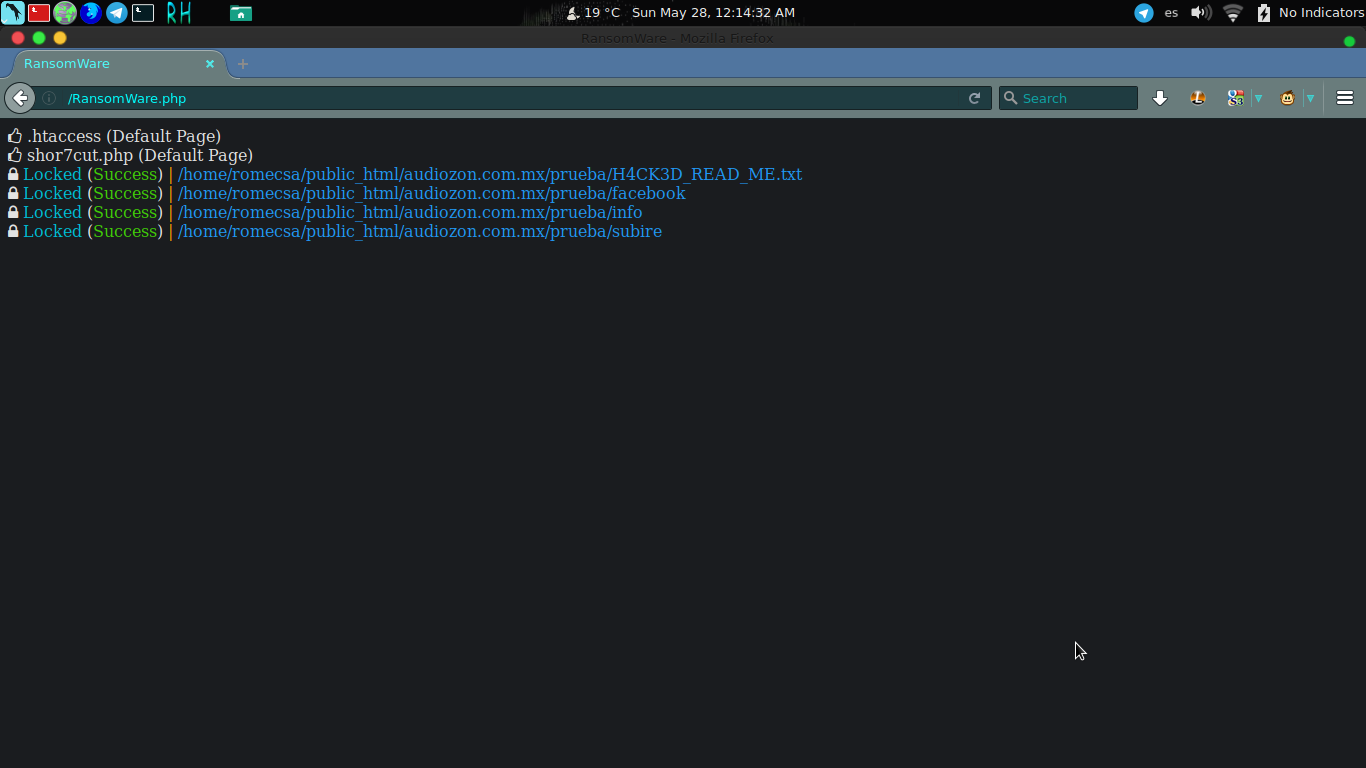 RH
19 °C Sun May 28, 12:14:32 AM
es
No Indicators
RansomWare - Mozilla Firefox
RansomWare
/RansomWare.php
Search
.htaccess (Default Page)
shor7cut.php (Default Page)
Locked (Success) | /home/romecsa/public_html/audiozon.com.mx/prueba/H4CK3D_READ_ME.txt
Locked (Success) | /home/romecsa/public_html/audiozon.com.mx/prueba/facebook
Locked (Success) | /home/romecsa/public_html/audiozon.com.mx/prueba/info
Locked (Success) | /home/romecsa/public_html/audiozon.com.mx/prueba/subire